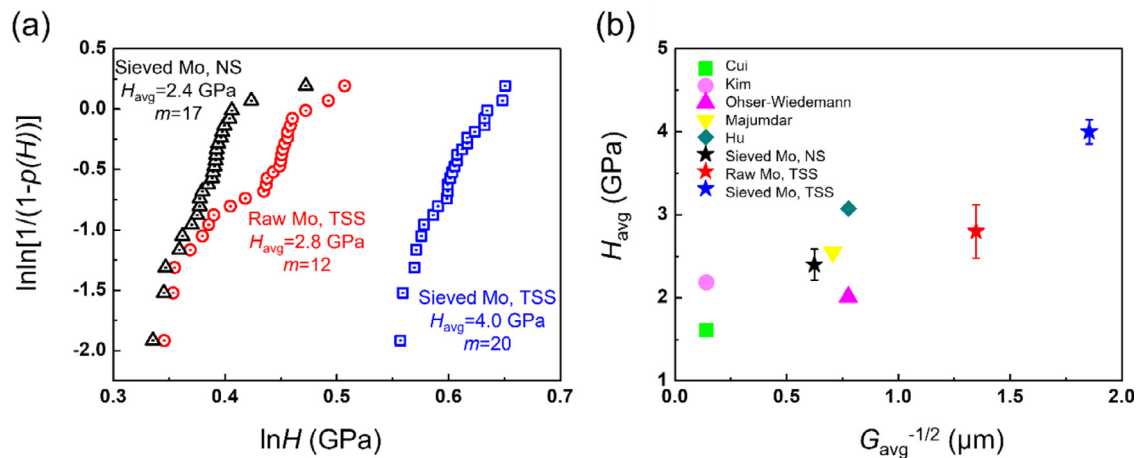 (a)
0.5
0.0
-0.5
-1.0
-1.5
-2.0
lnln[1/(1-p(H))]
Sieved Mo, NS
Havg=2.4 GPa
m=17
Raw Mo, TSS
Havg=2.8 GPa
m=12
Sieved Mo, TSS
Havg=4.0 GPa
m=20
0.3
0.4
0.5
0.6
0.7
lnH (GPa)
(b)
5
4
3
2
1
Havg (GPa)
Cui
Kim
Ohser-Wiedemann
Majumdar
Hu
Sieved Mo, NS
Raw Mo, TSS
Sieved Mo, TSS
0.0
0.5
1.0
1.5
2.0
Gavg-1/2 (μm)